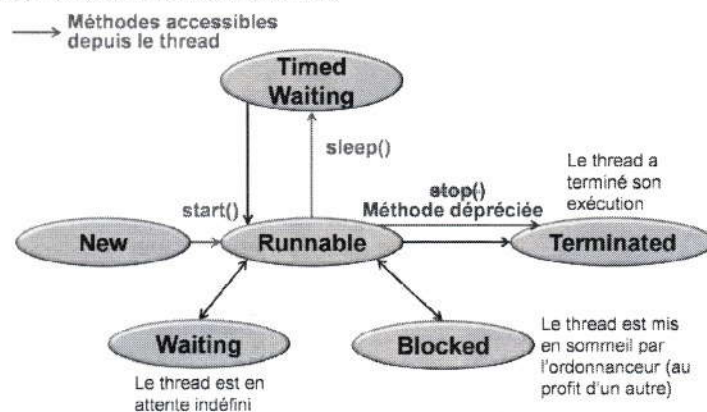 Méthodes accessibles
depuis le thread
Timed
Waiting
sleep()
Le thread a
terminé son
exécution
stop()
Méthode dépréciée
start()
New
Runnable
Terminated
Waiting
Blocked
Le thread est en
attente indéfini
Le thread est mis
en sommeil par
l'ordonnanceur (au
profit d'un autre)